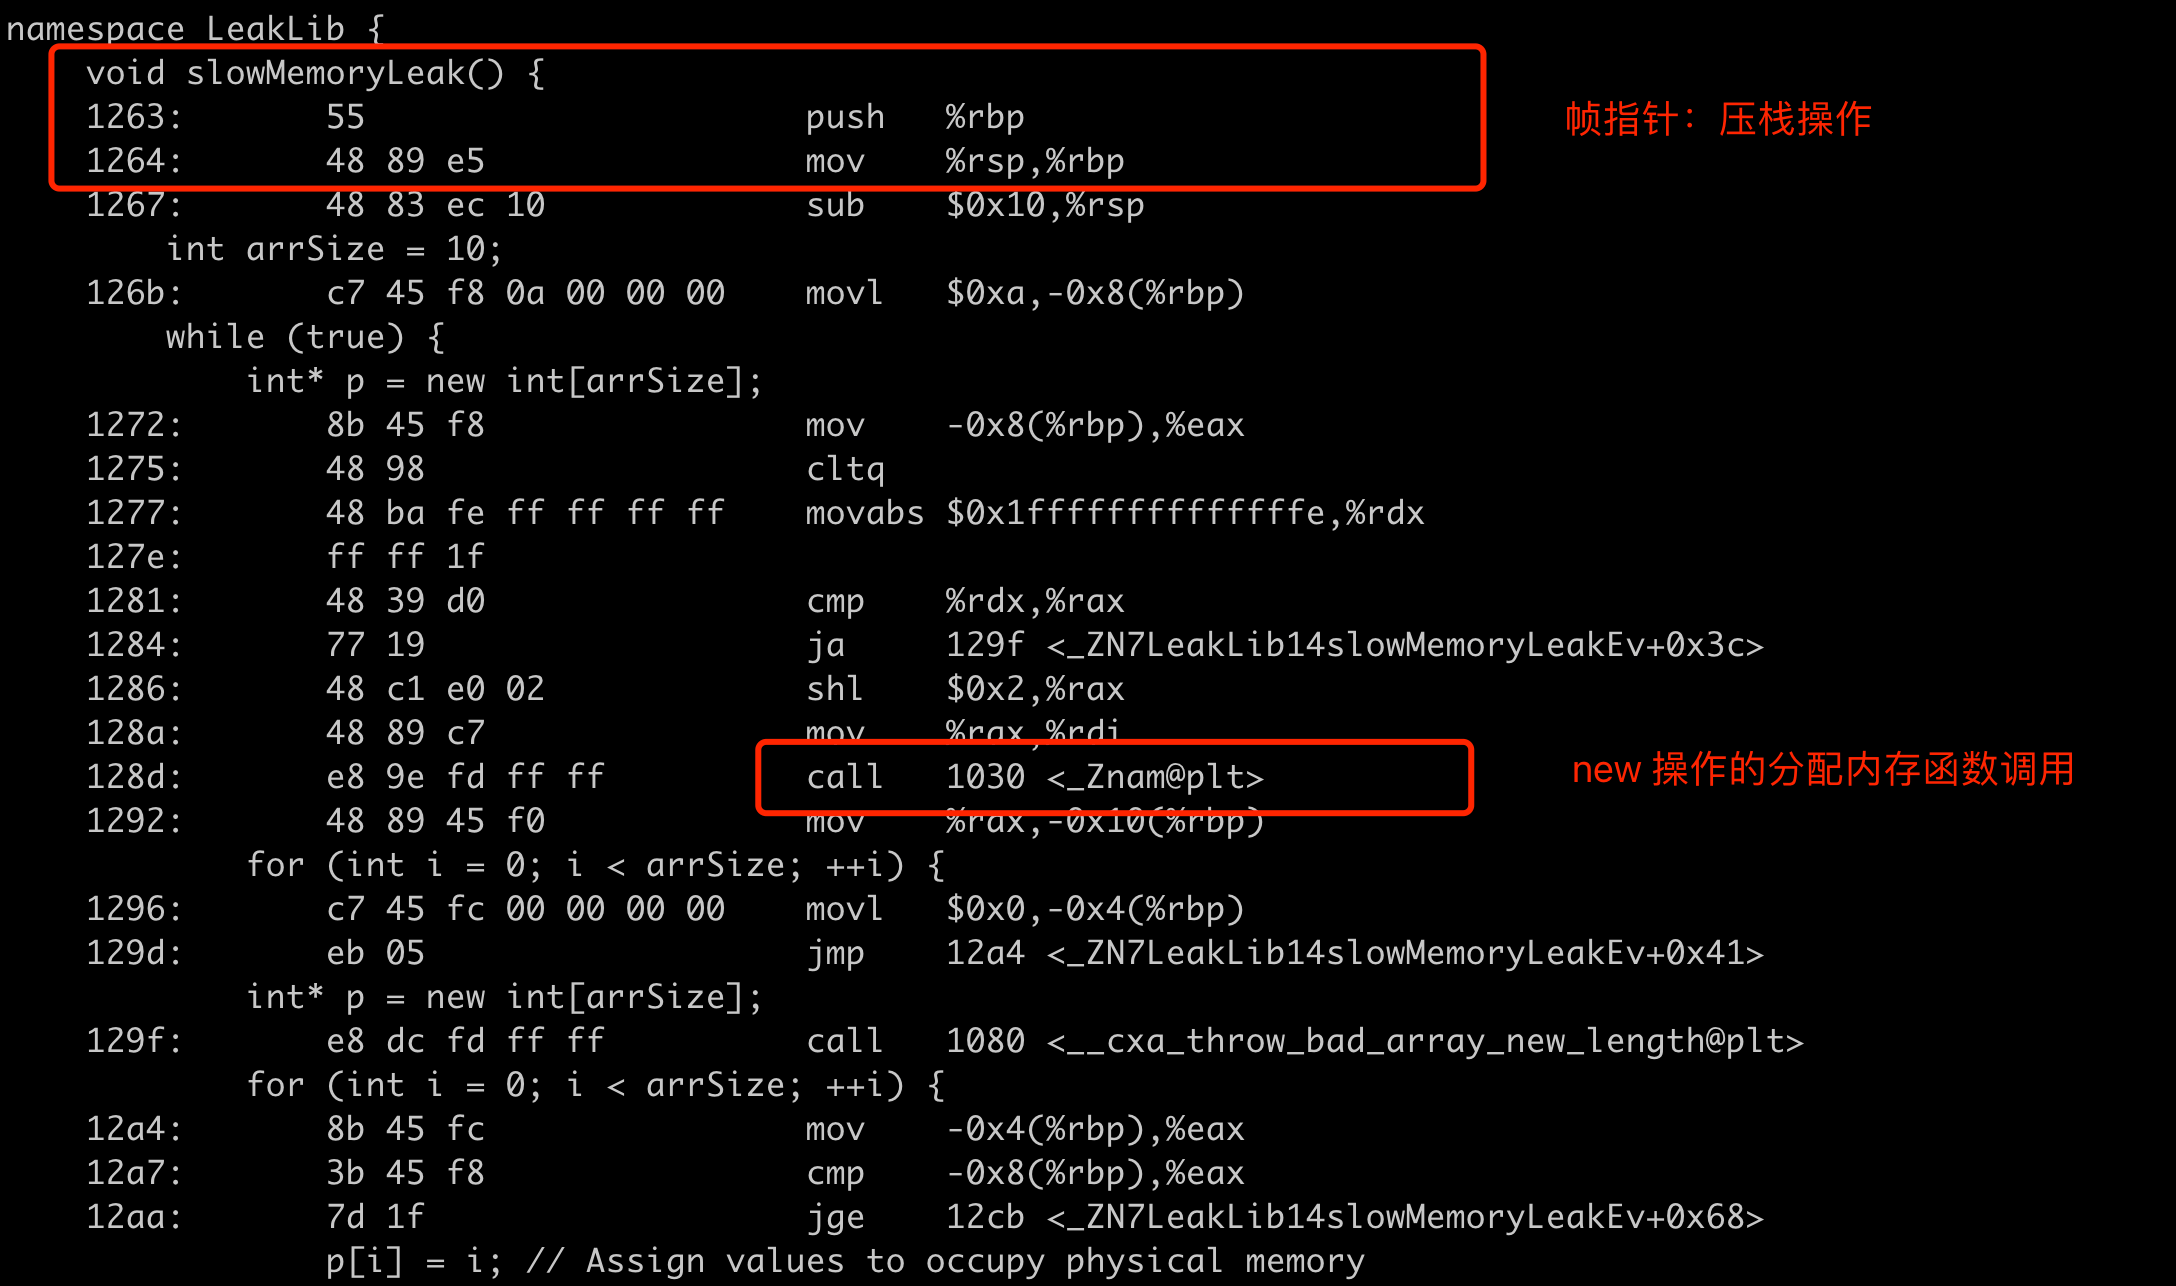 namespace LeakLib {
void slowMemoryLeak() {
1263: 55 push %rbp
帧指针：压栈操作
1264: 48 89 e5 mov %rsp,%rbp
1267: 48 83 ec 10 sub $0x10,%rsp
int arrSize = 10;
126b: c7 45 f8 0a 00 00 00 movl $0xa,-0x8(%rbp)
while (true) {
int* p = new int[arrSize];
1272: 8b 45 f8 mov -0x8(%rbp),%eax
1275: 48 98 cltq
1277: 48 ba fe ff ff ff ff movabs $0x1ffffffffffffffe,%rdx
127e: ff ff 1f
1281: 48 39 d0 cmp %rdx,%rax
1284: 77 19 ja 129f <_ZN7LeakLib14slowMemoryLeakEv+0x3c>
1286: 48 c1 e0 02 shl $0x2,%rax
128a: 48 89 c7 mov %rax,%rdi
128d: e8 9e fd ff ff call 1030 <_Znam@plt>
new 操作的分配内存函数调用
1292: 48 89 45 f0 mov %rax,-0x10(%rbp)
for (int i = 0; i < arrSize; ++i) {
1296: c7 45 fc 00 00 00 00 movl $0x0,-0x4(%rbp)
129d: eb 05 jmp 12a4 <_ZN7LeakLib14slowMemoryLeakEv+0x41>
int* p = new int[arrSize];
129f: e8 dc fd ff ff call 1080 <__cxa_throw_bad_array_new_length@plt>
for (int i = 0; i < arrSize; ++i) {
12a4: 8b 45 fc mov -0x4(%rbp),%eax
12a7: 3b 45 f8 cmp -0x8(%rbp),%eax
12aa: 7d 1f jge 12cb <_ZN7LeakLib14slowMemoryLeakEv+0x68>
p[i] = i; // Assign values to occupy physical memory